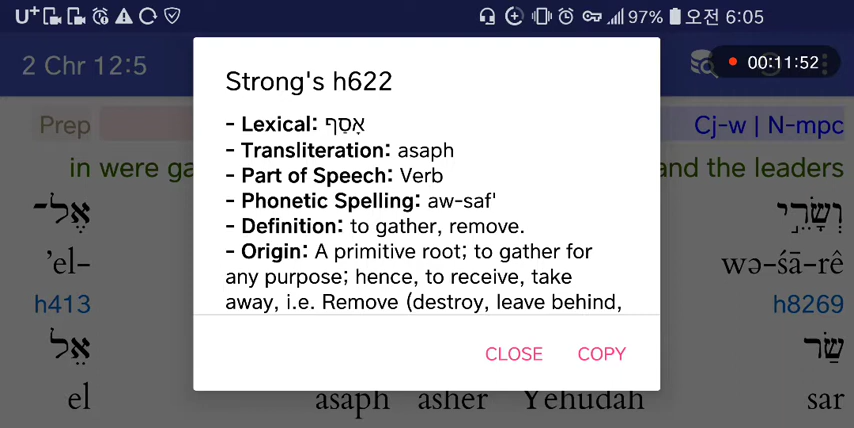 U+ 97% 오전 6:05
2 Chr 12:5
00:11:52
Strong's h622
- Lexical: אָסַף
- Transliteration: asaph
- Part of Speech: Verb
- Phonetic Spelling: aw-saf'
- Definition: to gather, remove.
- Origin: A primitive root; to gather for
any purpose; hence, to receive, take
away, i.e. Remove (destroy, leave behind,
CLOSE COPY
Prep Cj-w | N-mpc
in were ga and the leaders
אֶל־ וְשָׂרֵ֣י
’el- wə-śā-rê
h413 h8269
אֵל שַׂר
el asaph asher Yehudah sar